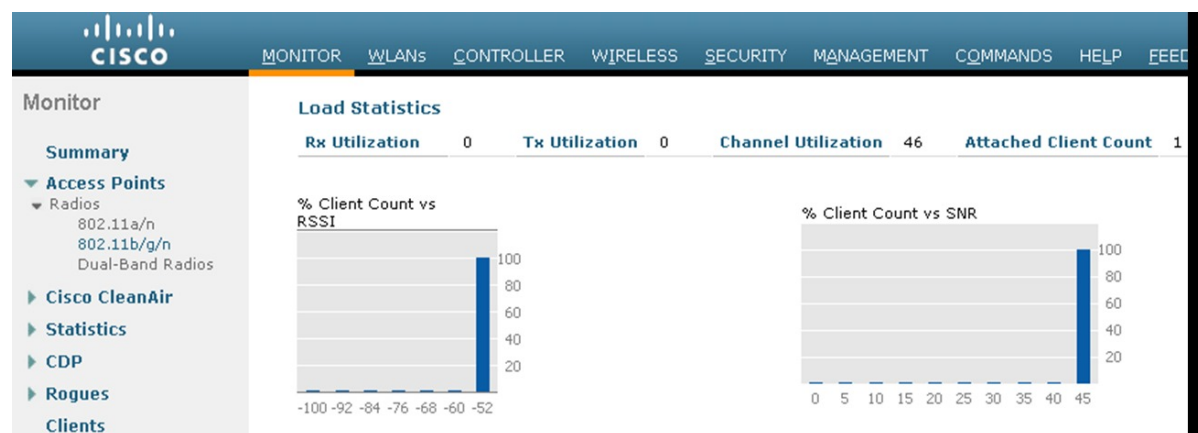 CISCO
MONITOR WLANs CONTROLLER WIRELESS SECURITY MANAGEMENT COMMANDS HELP
Monitor
Summary
Access Points
Radios
802.11a/n
802.11b/g/n
Dual-Band Radios
Cisco CleanAir
Statistics
CDP
Rogues
Clients
Load Statistics
Rx Utilization 0 Tx Utilization 0 Channel Utilization 46 Attached Client Count 1
% Client Count vs
RSSI
100
80
60
40
20
-100 -92 -84 -76 -68 -60 -52
% Client Count vs SNR
100
80
60
40
20
0 5 10 15 20 25 30 35 40 45